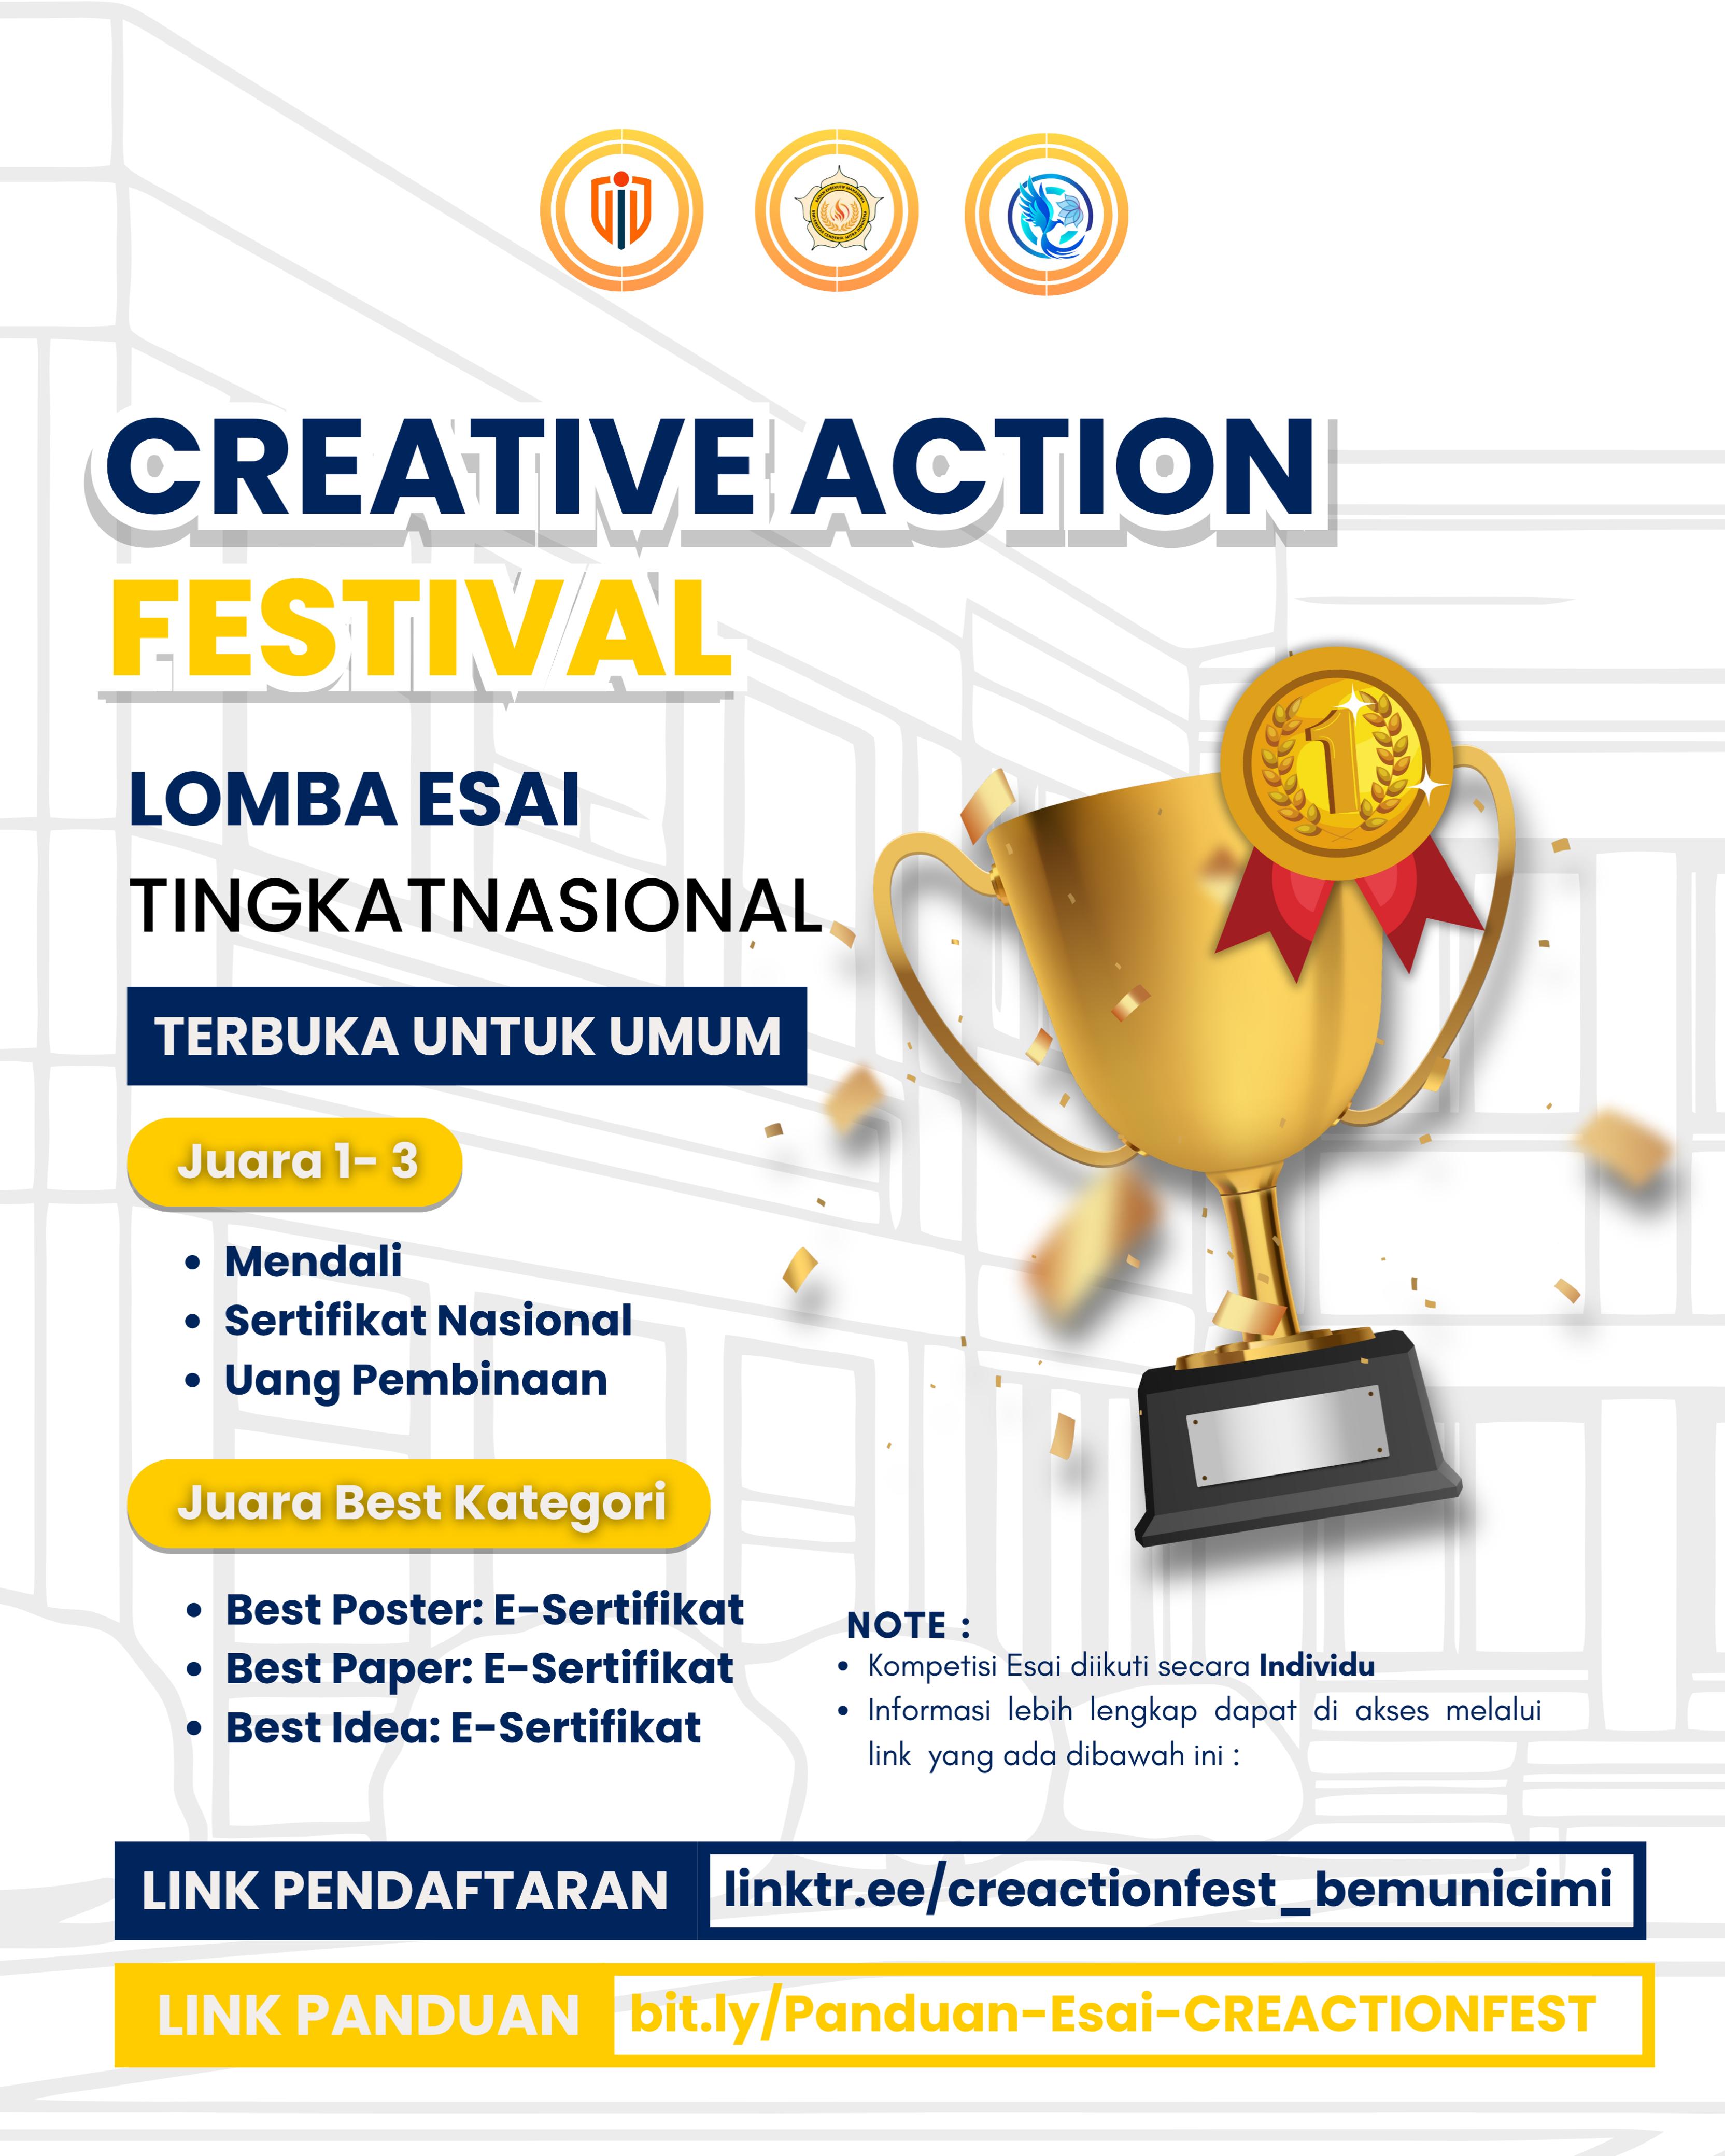 CREATIVE ACTION
FESTIVAL
LOMBA ESAI
TINGKATNASIONAL
TERBUKA UNTUK UMUM
Juara 1- 3
• Mendali
• Sertifikat Nasional
• Uang Pembinaan
Juara Best Kategori
• Best Poster: E-Sertifikat
• Best Paper: E-Sertifikat
• Best Idea: E-Sertifikat
1
NOTE :
• Kompetisi Esai diikuti secara Individu
• Informasi lebih lengkap dapat di akses melalui
link yang ada dibawah ini :
LINK PENDAFTARAN linktr.ee/creactionfest_bemunicimi
LINK PANDUAN bit.ly/Panduan-Esai-CREACTIONFEST